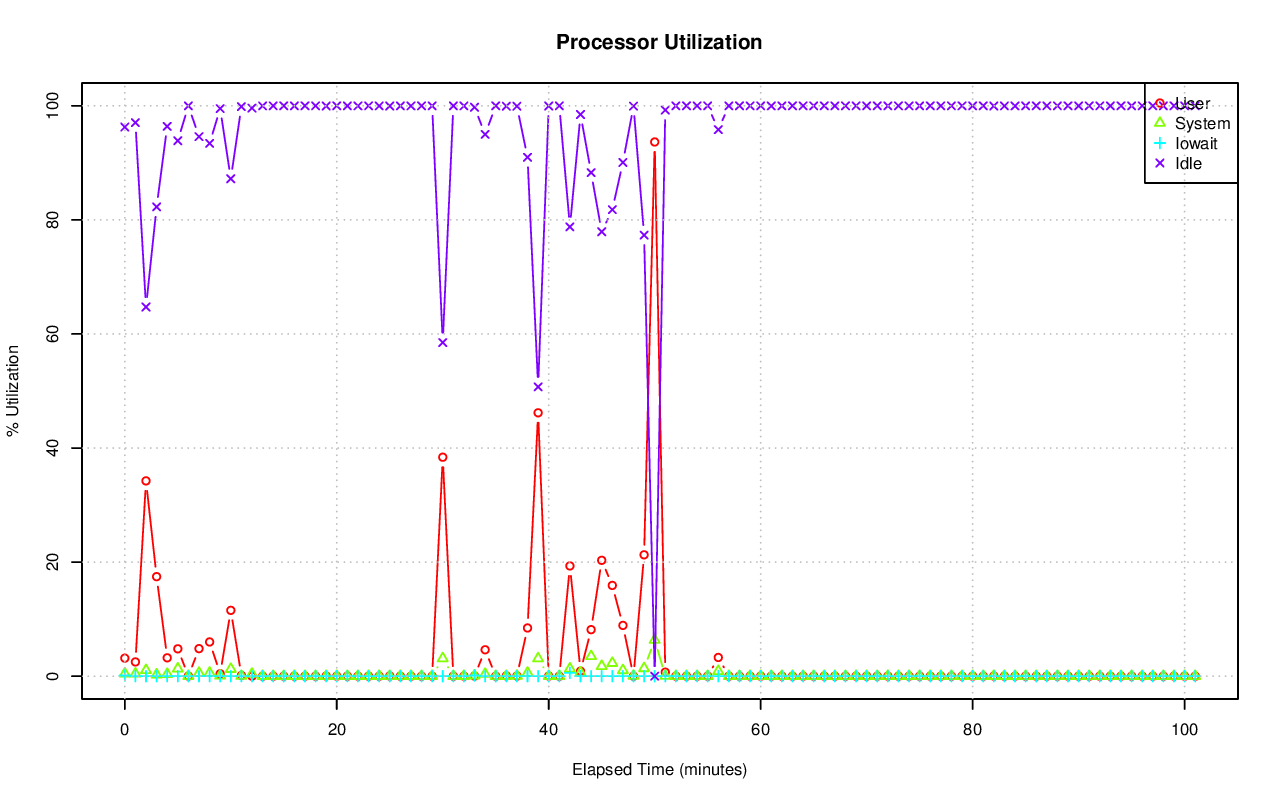 Processor Utilization
% Utilization
100
80
60
40
20
0
User
System
Iowait
Idle
0 20 40 60 80 100
Elapsed Time (minutes)